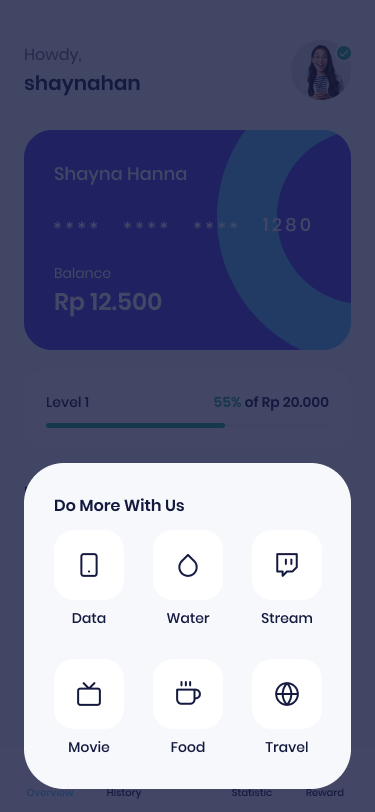 Howdy,
shaynahan
Shayna Hanna
**** **** **** 1280
Balance
Rp 12.500
Level 1
55% of Rp 20.000
Do More With Us
Data
Water
Stream
Movie
Food
Travel
Overview
History
Statistic
Reward